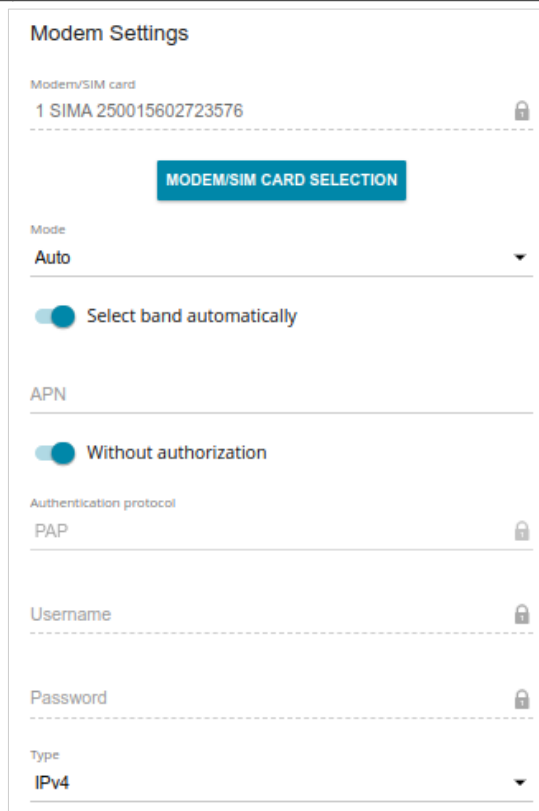 Modem Settings
Modem/SIM card
1 SIMA 250015602723576
MODEM/SIM CARD SELECTION
Mode
Auto
Select band automatically
APN
Without authorization
Authentication protocol
PAP
Username
Password
Type
IPv4